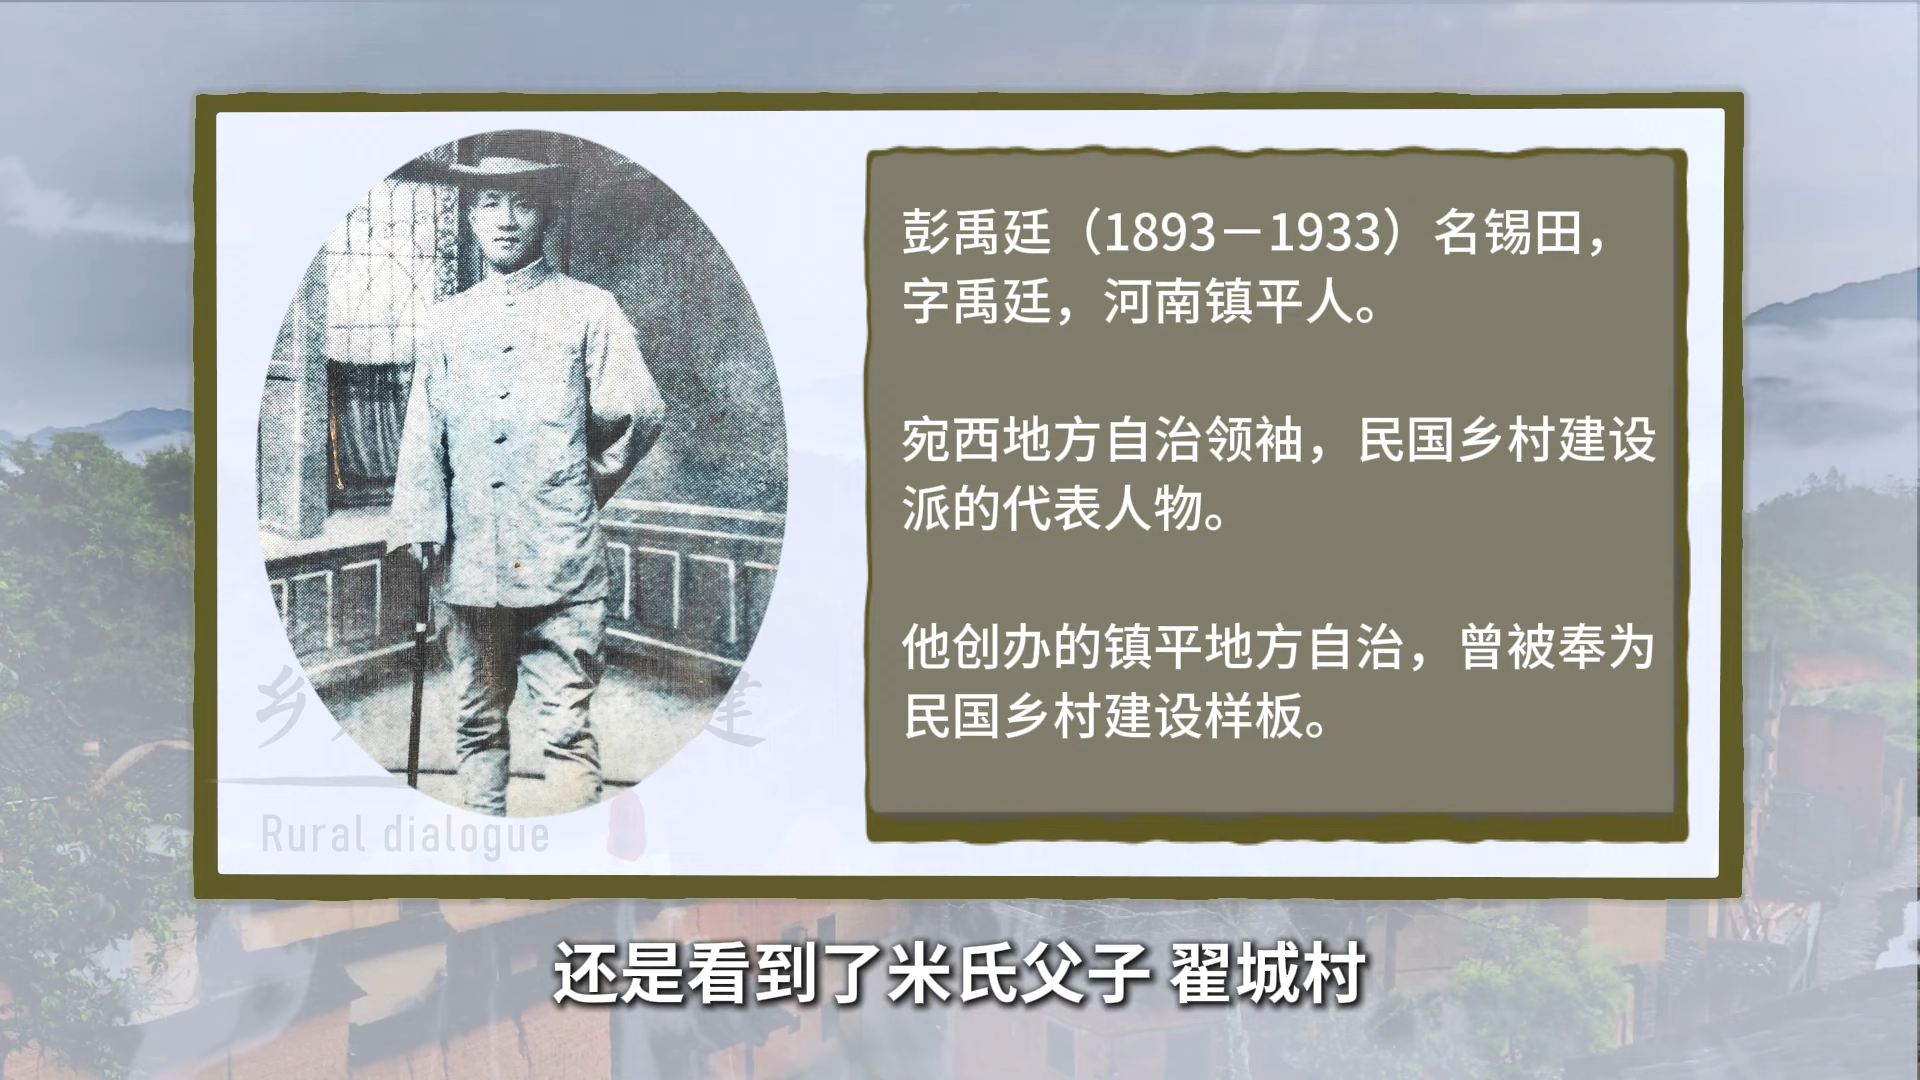 彭禹廷（1893－1933）名锡田，
字禹廷，河南镇平人。
宛西地方自治领袖，民国乡村建设
派的代表人物。
他创办的镇平地方自治，曾被奉为
民国乡村建设样板。
Rural dialogue
还是看到了米氏父子 翟城村